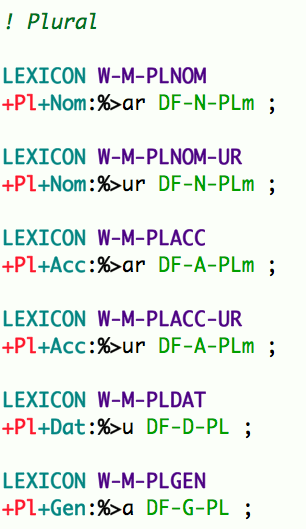 ! Plural
LEXICON W-M-PLNOM
+Pl+Nom:%>ar DF-N-PLm ;
LEXICON W-M-PLNOM-UR
+Pl+Nom:%>ur DF-N-PLm ;
LEXICON W-M-PLACC
+Pl+Acc:%>ar DF-A-PLm ;
LEXICON W-M-PLACC-UR
+Pl+Acc:%>ur DF-A-PLm ;
LEXICON W-M-PLDAT
+Pl+Dat:%>u DF-D-PL ;
LEXICON W-M-PLGEN
+Pl+Gen:%>a DF-G-PL ;